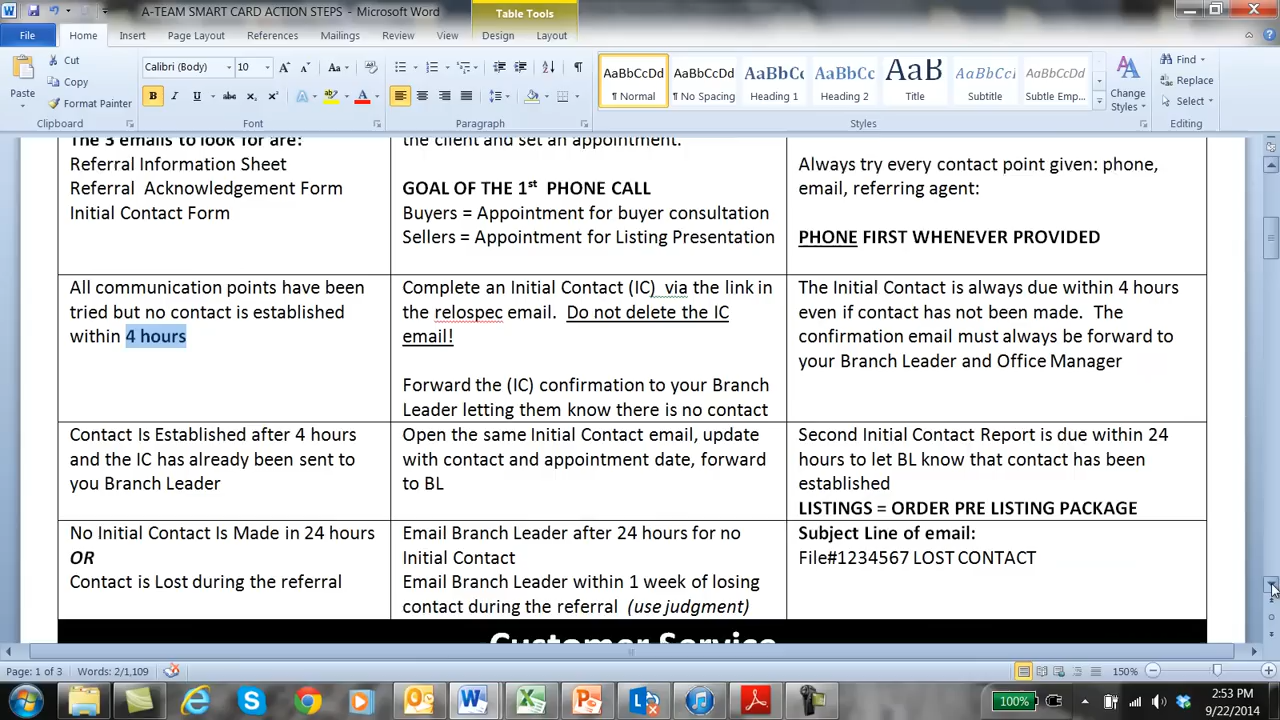 A-TEAM SMART CARD ACTION STEPS - Microsoft Word
Table Tools
File Home Insert Page Layout References Mailings Review View Design Layout
Paste
Cut
Copy
Format Painter
Clipboard
Calibri (Body) 10
Font
Paragraph
AaBbCcDd AaBbCcDd AaBbCc AaBbCc AaB AaBbCcDd AaBbCcDd
¶ Normal ¶ No Spacing Heading 1 Heading 2 Title Subtitle Subtle Emp...
Change Styles
Styles
Find
Replace
Select
Editing
The 3 emails to look for are:
Referral Information Sheet
Referral Acknowledgement Form
Initial Contact Form
the client and set an appointment.
GOAL OF THE 1st PHONE CALL
Buyers = Appointment for buyer consultation
Sellers = Appointment for Listing Presentation
Always try every contact point given: phone,
email, referring agent:
PHONE FIRST WHENEVER PROVIDED
All communication points have been
tried but no contact is established
within 4 hours
Complete an Initial Contact (IC) via the link in
the relospec email. Do not delete the IC
email!
Forward the (IC) confirmation to your Branch
Leader letting them know there is no contact
The Initial Contact is always due within 4 hours
even if contact has not been made. The
confirmation email must always be forward to
your Branch Leader and Office Manager
Contact Is Established after 4 hours
and the IC has already been sent to
you Branch Leader
Open the same Initial Contact email, update
with contact and appointment date, forward
to BL
Second Initial Contact Report is due within 24
hours to let BL know that contact has been
established
LISTINGS = ORDER PRE LISTING PACKAGE
No Initial Contact Is Made in 24 hours
OR
Contact is Lost during the referral
Email Branch Leader after 24 hours for no
Initial Contact
Email Branch Leader within 1 week of losing
contact during the referral (use judgment)
Subject Line of email:
File#1234567 LOST CONTACT
Customer Service
Page: 1 of 3 Words: 2/1,109 150%
100%
2:53 PM
9/22/2014